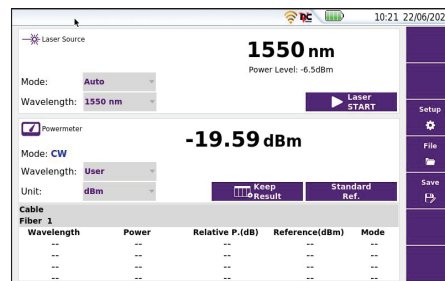 10:21 22/06/202
Laser Source
1550 nm
Power Level: -6.5dBm
Mode: Auto
Wavelength: 1550 nm
Laser START
Setup
File
Save
Powermeter
-19.59 dBm
Mode: CW
Wavelength: User
Unit: dBm
Keep Result
Standard Ref.
Cable
Fiber 1
Wavelength Power Relative P.(dB) Reference(dBm) Mode
-- -- -- -- --
-- -- -- -- --
-- -- -- -- --
-- -- -- -- --